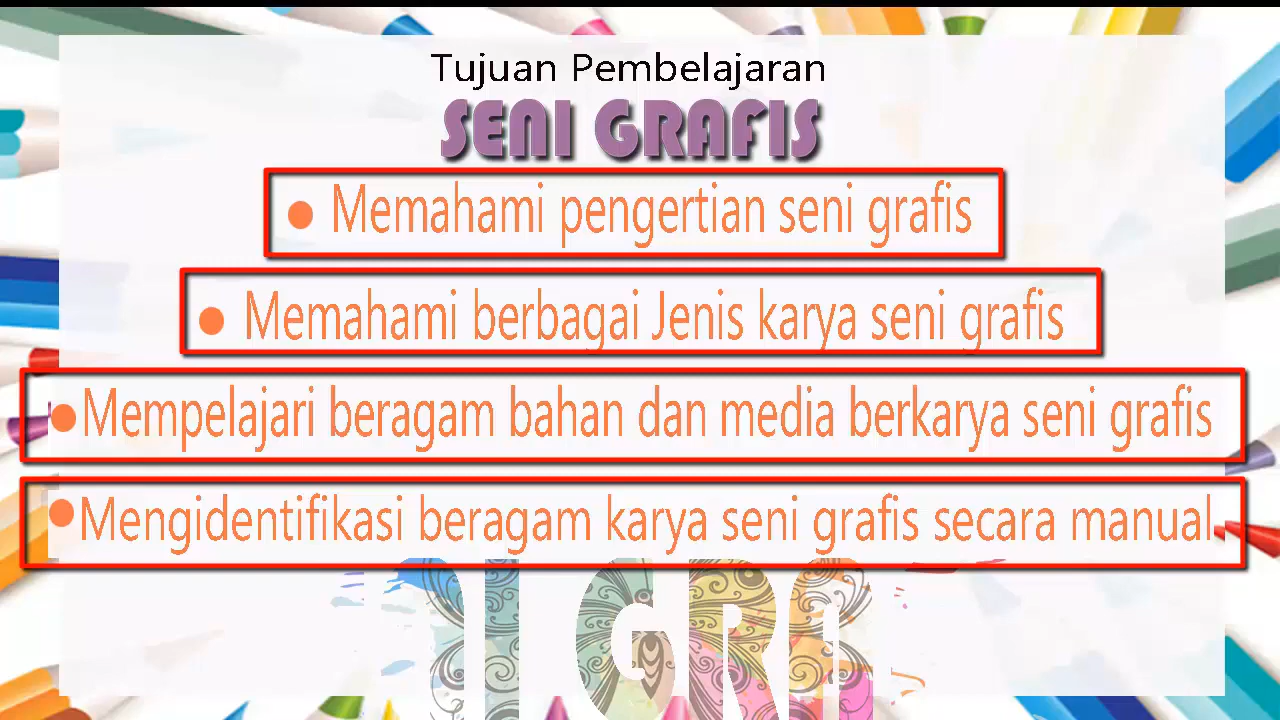 Tujuan Pembelajaran
SENI GRAFIS
● Memahami pengertian seni grafis
● Memahami berbagai Jenis karya seni grafis
●Mempelajari beragam bahan dan media berkarya seni grafis
●Mengidentifikasi beragam karya seni grafis secara manual